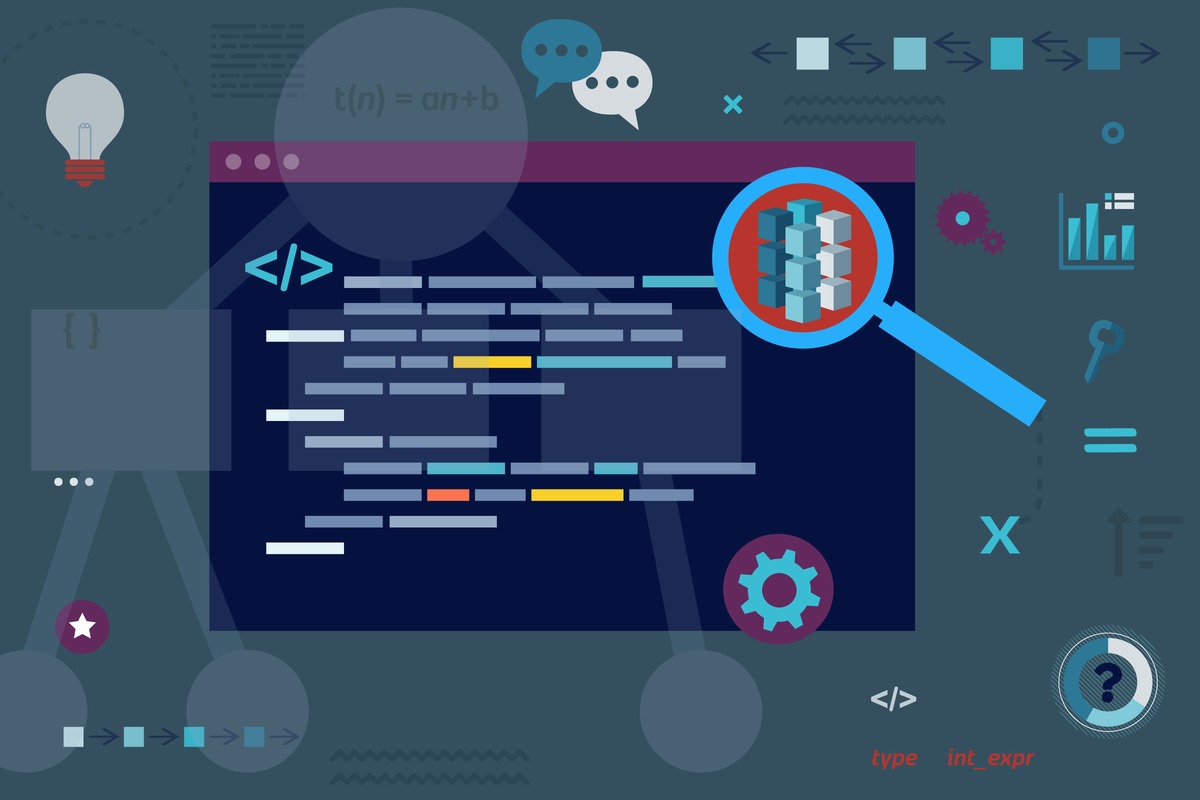 t(n) = an+b
</>
{ }
=
X
?
</>
type int_expr